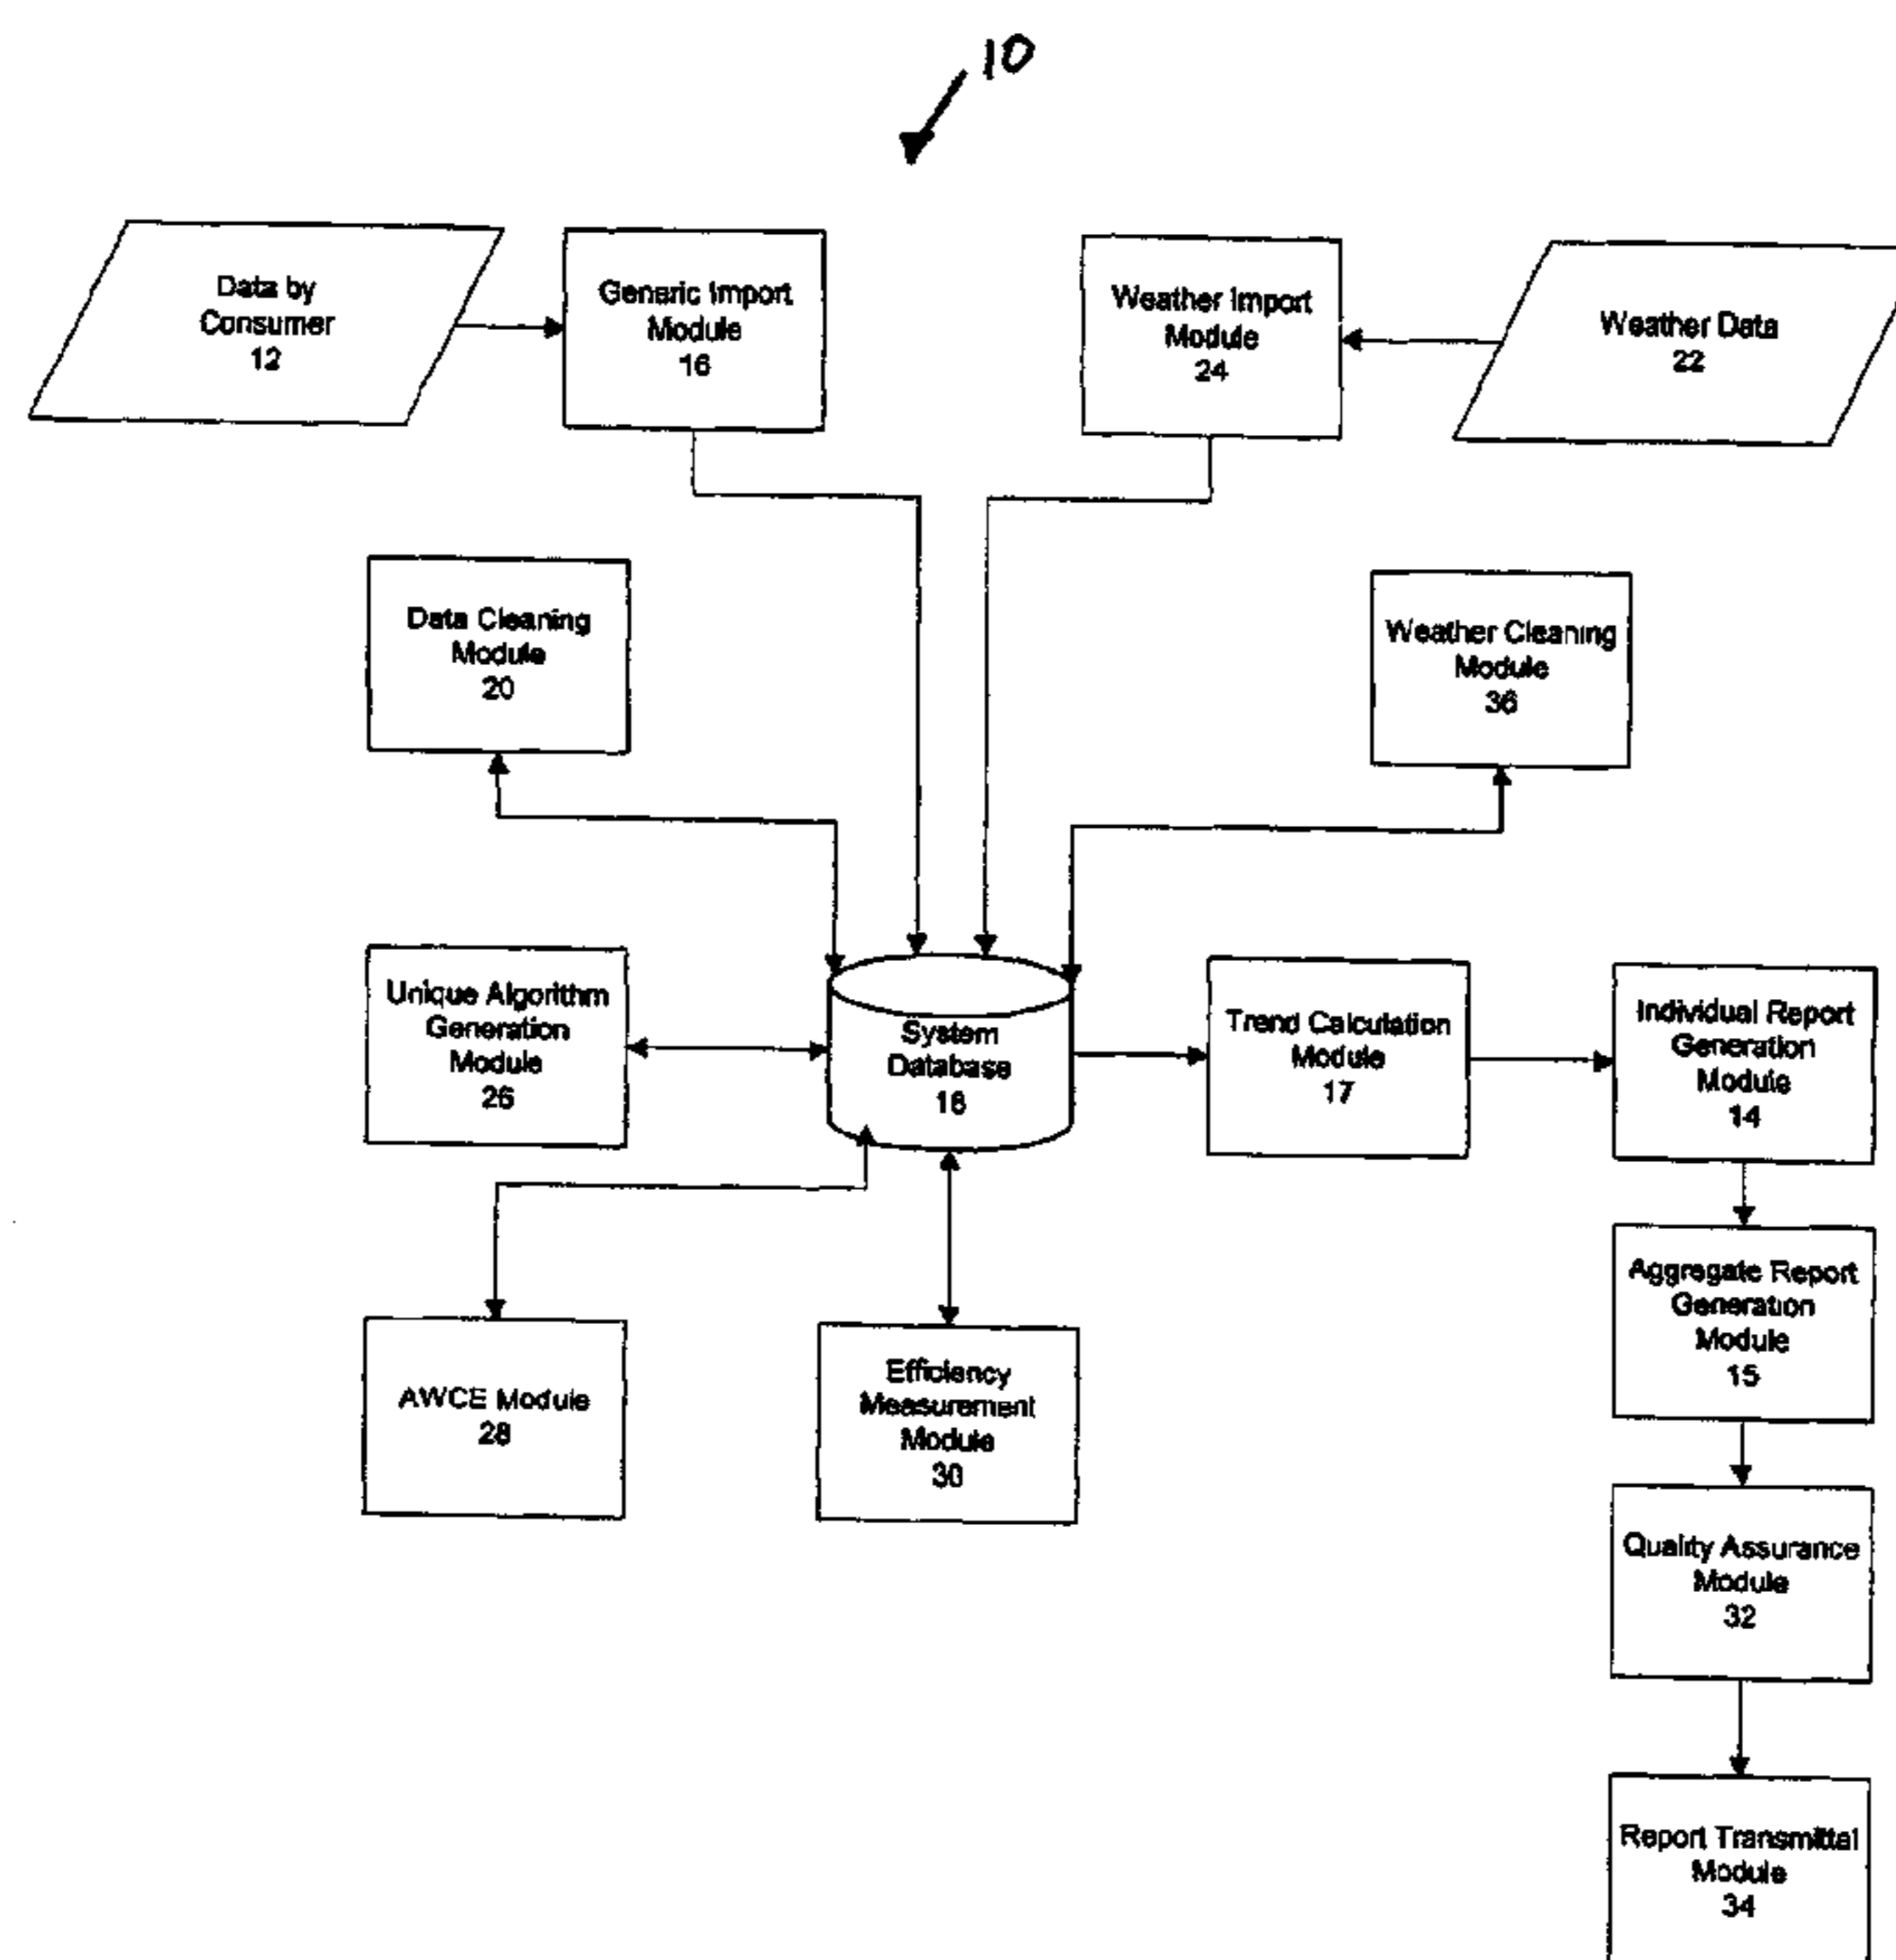 10
Data by
Consumer
12
Generic Import
Module
16
Weather Import
Module
24
Weather Data
22
Data Cleaning
Module
20
Weather Cleaning
Module
36
Unique Algorithm
Generation
Module
26
System
Database
18
Trend Calculation
Module
17
Individual Report
Generation
Module
14
Aggregate Report
Generation
Module
15
AWCE Module
28
Efficiency
Measurement
Module
30
Quality Assurance
Module
32
Report Transmittal
Module
34